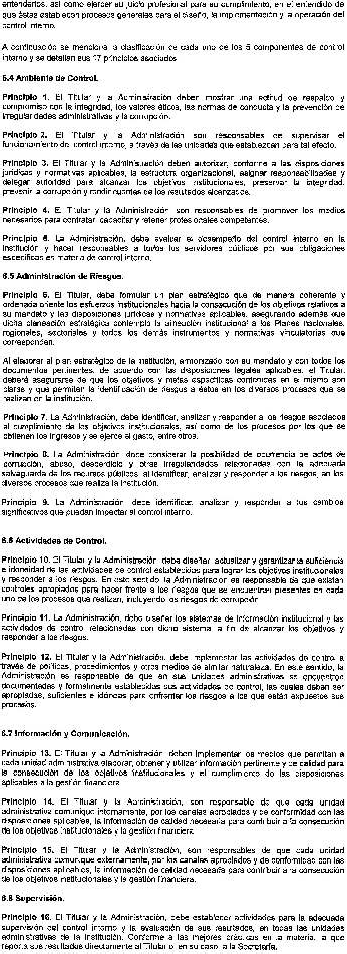 entenderlos, así como ejercer su juicio profesional para su cumplimiento, en el entendido de
que éstas establecen procesos generales para el diseño, la implementación y la operación del
control interno.
A continuación se menciona la clasificación de cada uno de los 5 componentes de control
interno y se detallan sus 17 principios asociados
6.4 Ambiente de Control.
Principio 1. El Titular y la Administración deben mostrar una actitud de respaldo y
compromiso con la integridad, los valores éticos, las normas de conducta y la prevención de
irregularidades administrativas y la corrupción.
Principio 2. El Titular y la Administración son responsables de supervisar el
funcionamiento del control interno, a través de las unidades que establezcan para tal efecto.
Principio 3. El Titular y la Administración deben autorizar, conforme a las disposiciones
jurídicas y normativas aplicables, la estructura organizacional, asignar responsabilidades y
delegar autoridad para alcanzar los objetivos institucionales, preservar la integridad,
prevenir la corrupción y rendir cuentas de los resultados alcanzados.
Principio 4. El Titular y la Administración son responsables de promover los medios
necesarios para contratar, capacitar y retener profesionales competentes.
Principio 5. La Administración, debe evaluar el desempeño del control interno en la
institución y hacer responsables a todos los servidores públicos por sus obligaciones
específicas en materia de control interno.
6.5 Administración de Riesgos.
Principio 6. El Titular, debe formular un plan estratégico que de manera coherente y
ordenada oriente los esfuerzos institucionales hacia la consecución de los objetivos relativos a
su mandato y las disposiciones jurídicas y normativas aplicables, asegurando además que
dicha planeación estratégica contempla la alineación institucional a los Planes nacionales,
regionales, sectoriales y todos los demás instrumentos y normativas vinculatorias que
correspondan.
Al elaborar el plan estratégico de la institución, armonizado con su mandato y con todos los
documentos pertinentes, de acuerdo con las disposiciones legales aplicables, el Titular,
deberá asegurarse de que los objetivos y metas específicas contenidas en el mismo son
claras y que permiten la identificación de riesgos a éstos en los diversos procesos que se
realizan en la institución.
Principio 7. La Administración, debe identificar, analizar y responder a los riesgos asociados
al cumplimiento de los objetivos institucionales, así como de los procesos por los que se
obtienen los ingresos y se ejerce el gasto, entre otros.
Principio 8. La Administración, debe considerar la posibilidad de ocurrencia de actos de
corrupción, abuso, desperdicio y otras irregularidades relacionadas con la adecuada
salvaguarda de los recursos públicos, al identificar, analizar y responder a los riesgos, en los
diversos procesos que realiza la institución.
Principio 9. La Administración, debe identificar, analizar y responder a los cambios
significativos que puedan impactar al control interno.
6.6 Actividades de Control.
Principio 10. El Titular y la Administración, debe diseñar, actualizar y garantizar la suficiencia
e idoneidad de las actividades de control establecidas para lograr los objetivos institucionales
y responder a los riesgos. En este sentido, la Administración es responsable de que existan
controles apropiados para hacer frente a los riesgos que se encuentran presentes en cada
uno de los procesos que realizan, incluyendo los riesgos de corrupción.
Principio 11. La Administración, debe diseñar los sistemas de información institucional y las
actividades de control relacionadas con dicho sistema, a fin de alcanzar los objetivos y
responder a los riesgos.
Principio 12. El Titular y la Administración, debe implementar las actividades de control a
través de políticas, procedimientos y otros medios de similar naturaleza. En este sentido, la
Administración es responsable de que en sus unidades administrativas se encuentren
documentadas y formalmente establecidas sus actividades de control, las cuales deben ser
apropiadas, suficientes e idóneas para enfrentar los riesgos a los que están expuestos sus
procesos.
6.7 Información y Comunicación.
Principio 13. El Titular y la Administración, deben implementar los medios que permitan a
cada unidad administrativa elaborar, obtener y utilizar información pertinente y de calidad para
la consecución de los objetivos institucionales y el cumplimiento de las disposiciones
aplicables a la gestión financiera.
Principio 14. El Titular y la Administración, son responsable de que cada unidad
administrativa comunique internamente, por los canales apropiados y de conformidad con las
disposiciones aplicables, la información de calidad necesaria para contribuir a la consecución
de los objetivos institucionales y la gestión financiera.
Principio 15. El Titular y la Administración, son responsables de que cada unidad
administrativa comunique externamente, por los canales apropiados y de conformidad con las
disposiciones aplicables, la información de calidad necesaria para contribuir a la consecución
de los objetivos institucionales y la gestión financiera.
6.8 Supervisión.
Principio 16. El Titular y la Administración, debe establecer actividades para la adecuada
supervisión del control interno y la evaluación de sus resultados, en todas las unidades
administrativas de la institución. Conforme a las mejores prácticas en la materia, la que
reporta sus resultados directamente al Titular o, en su caso, a la Secretaría.